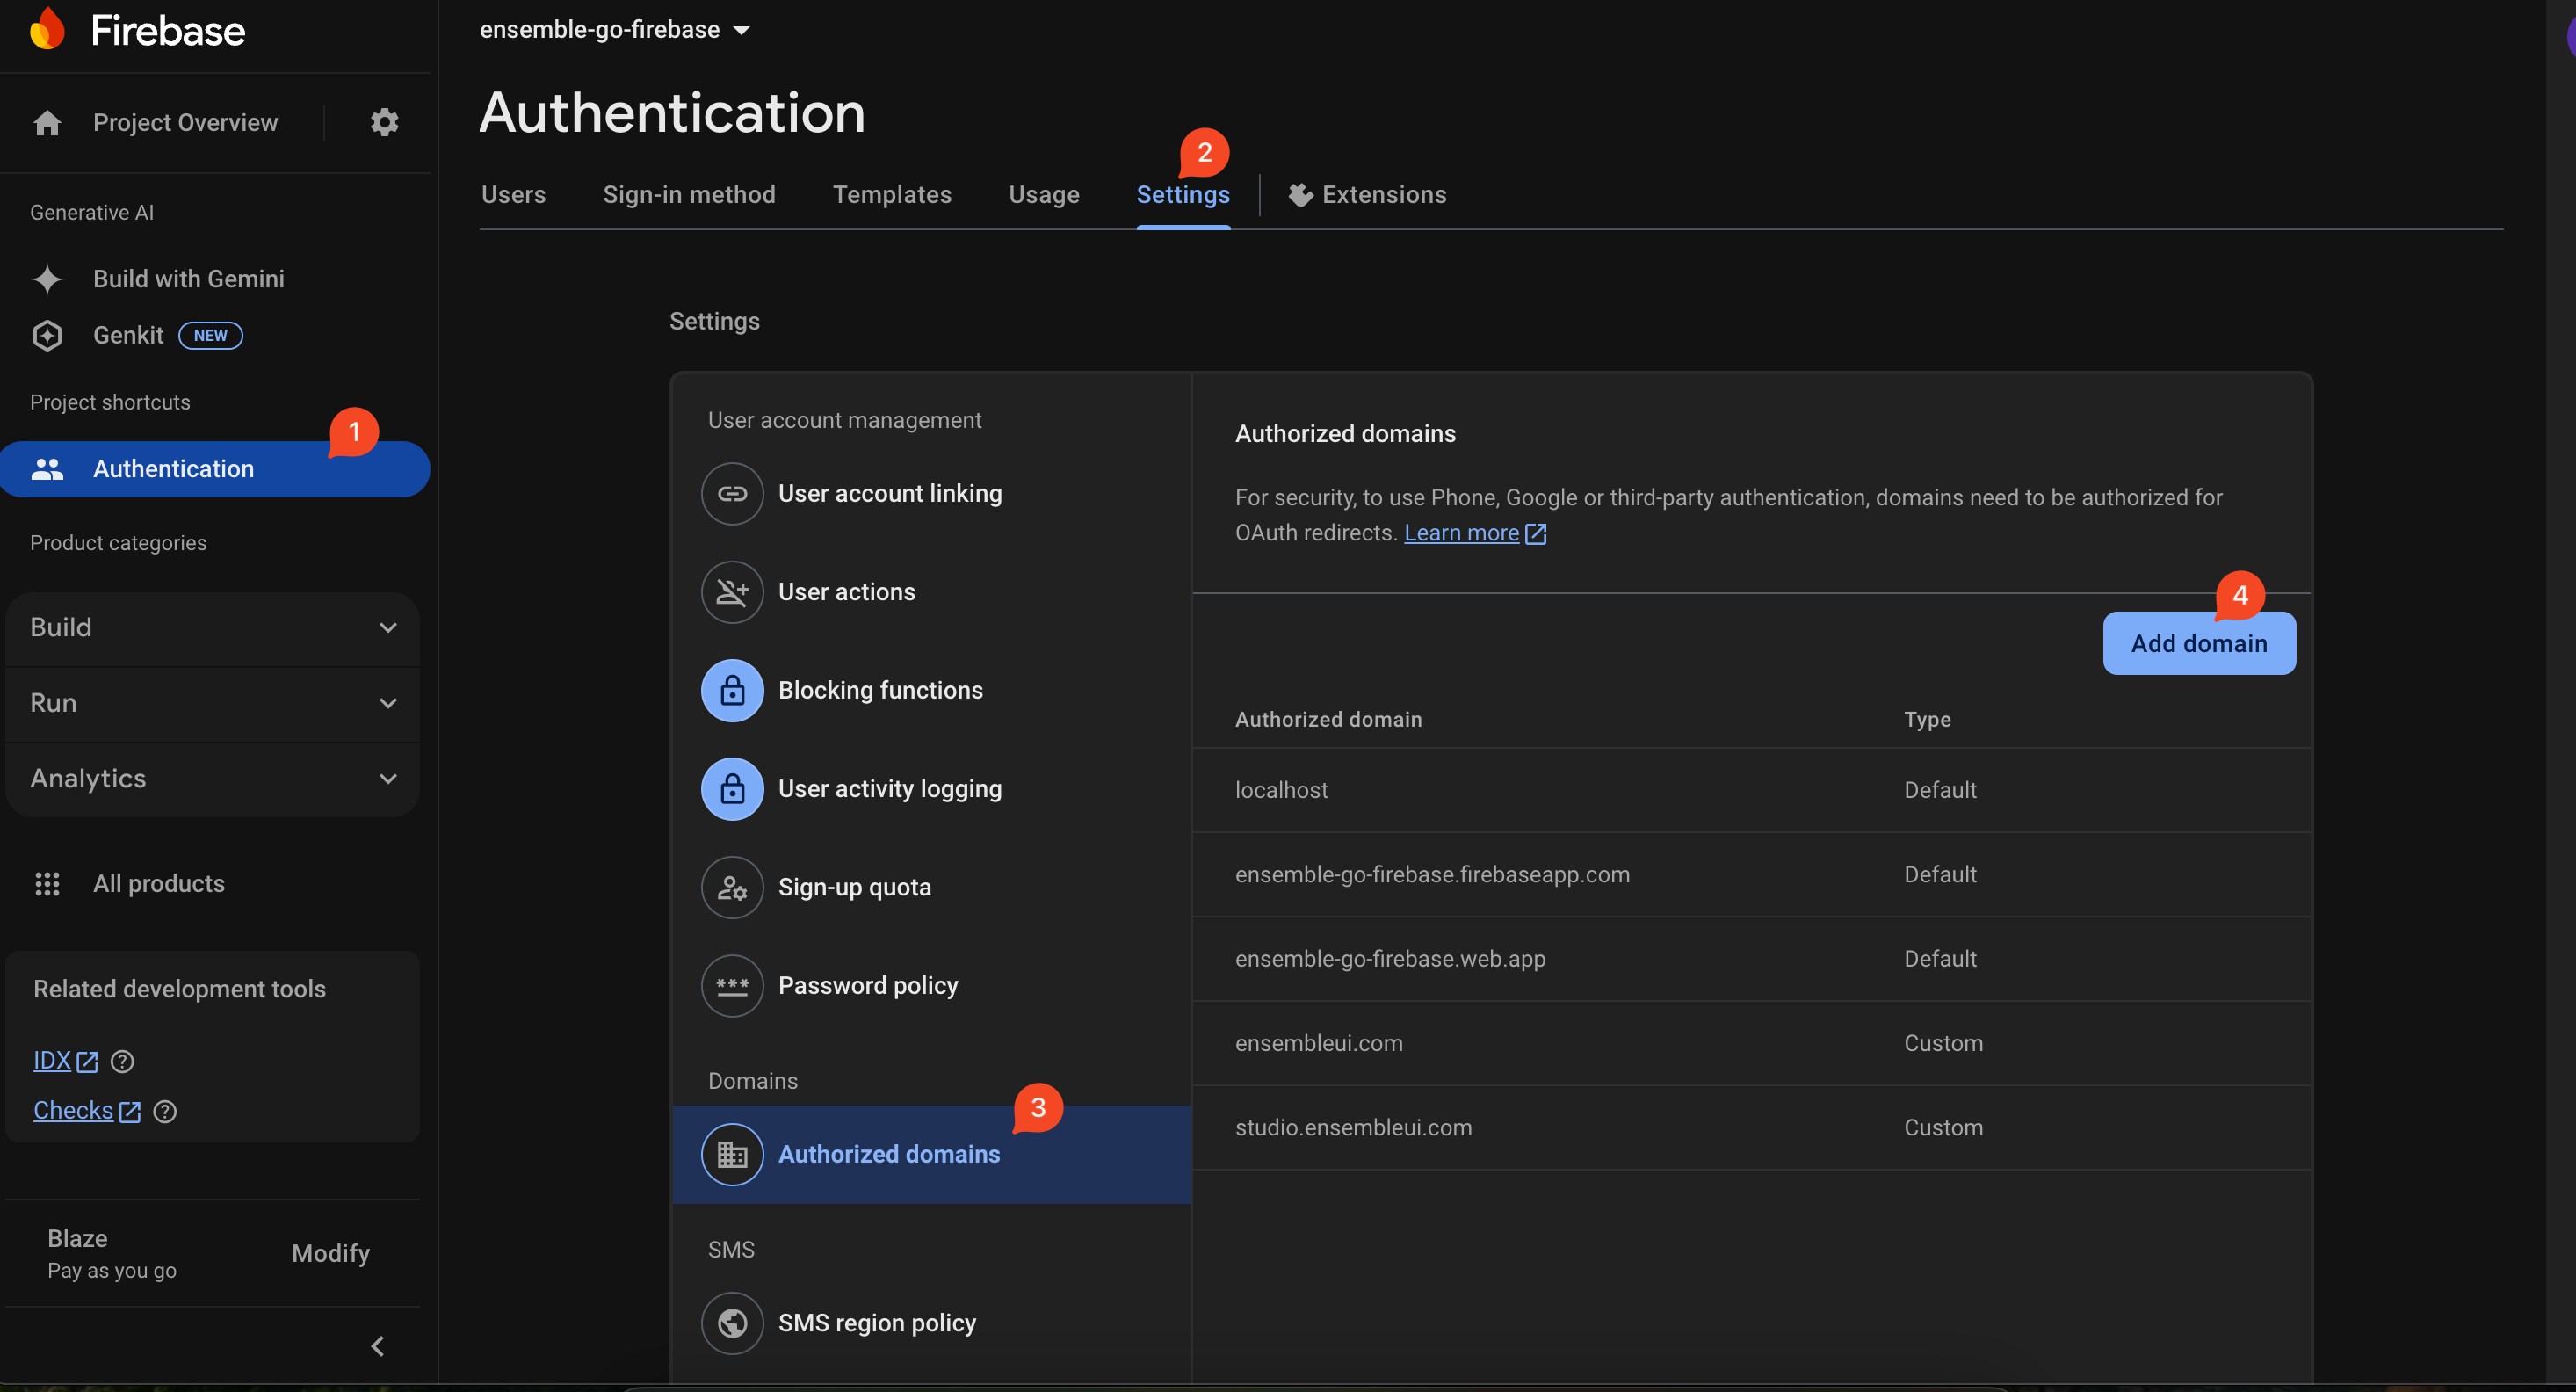 Firebase
Project Overview
Generative AI
Build with Gemini
Genkit NEW
Project shortcuts
1
Authentication
Product categories
Build
Run
Analytics
All products
Related development tools
IDX
Checks
Blaze
Pay as you go
Modify
ensemble-go-firebase
Authentication
2
Users Sign-in method Templates Usage Settings Extensions
Settings
User account management
User account linking
User actions
Blocking functions
User activity logging
Sign-up quota
Password policy
Domains
3
Authorized domains
SMS
SMS region policy
Authorized domains
For security, to use Phone, Google or third-party authentication, domains need to be authorized for
OAuth redirects. Learn more
4
Add domain
Authorized domain Type
localhost Default
ensemble-go-firebase.firebaseapp.com Default
ensemble-go-firebase.web.app Default
ensembleui.com Custom
studio.ensembleui.com Custom